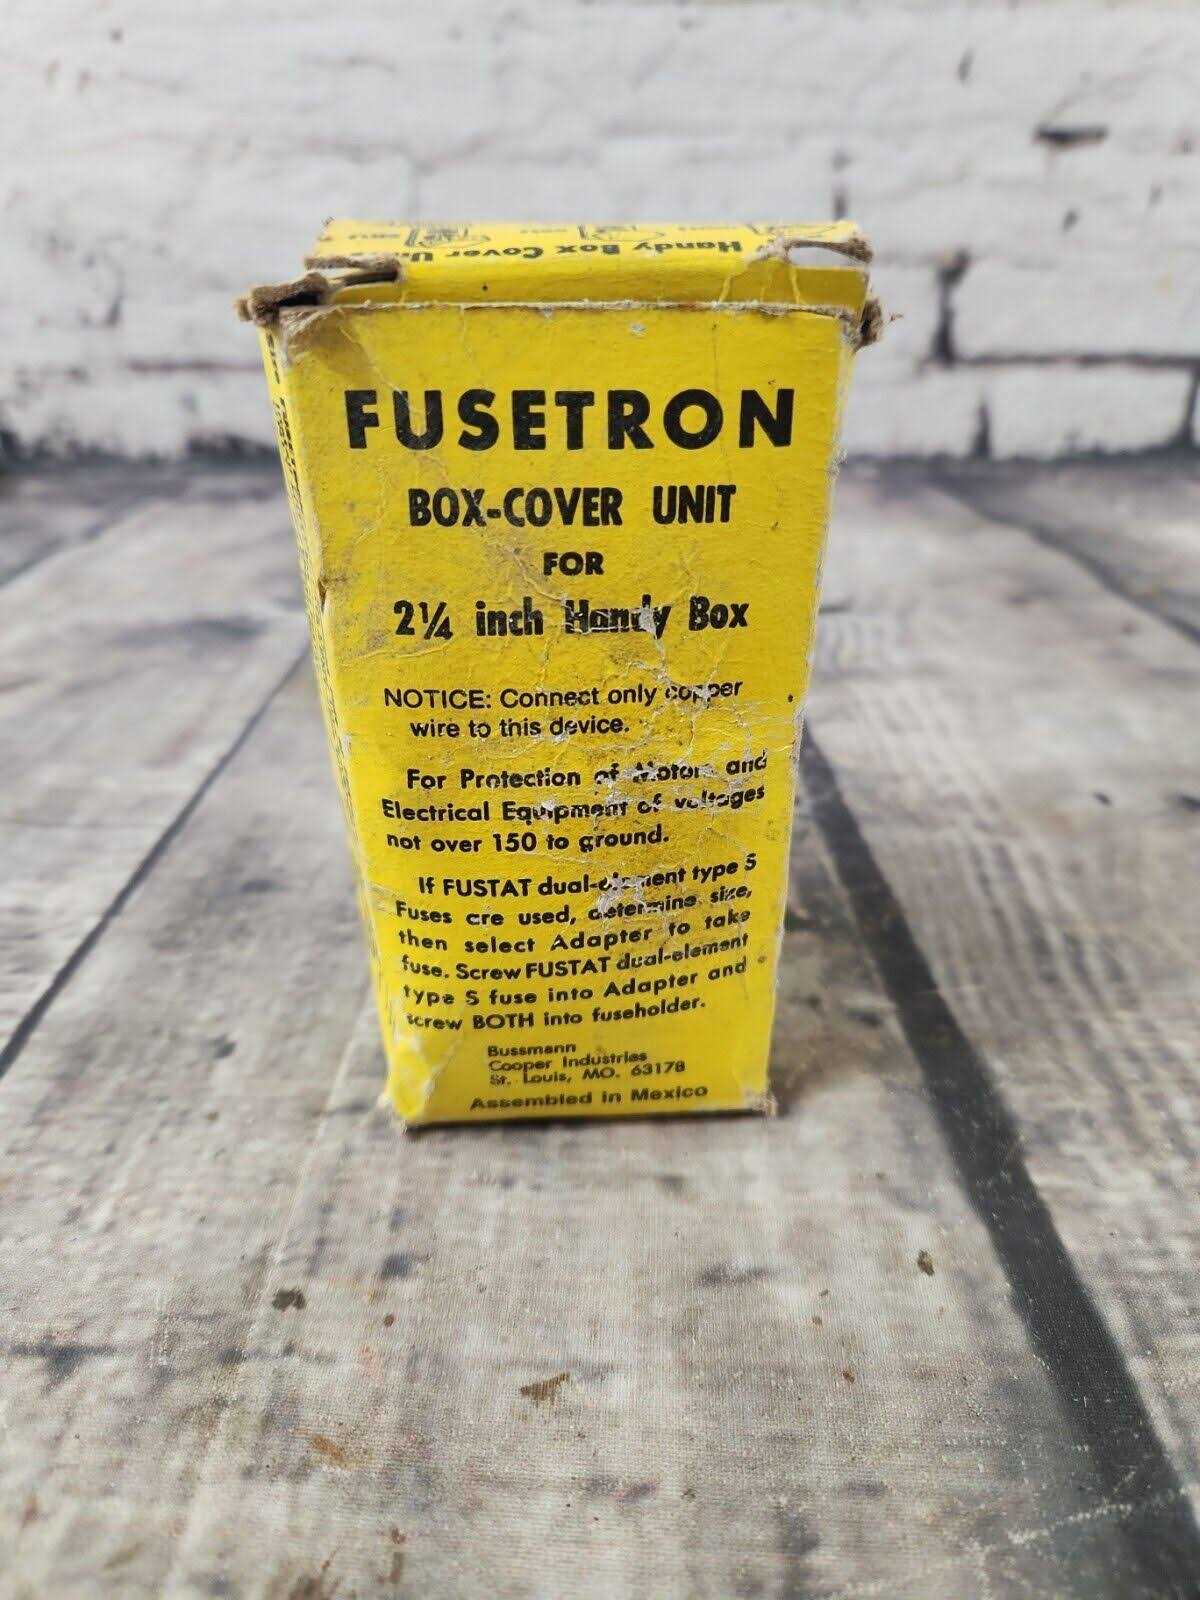 Handy Box Cover
FUSETRON
BOX-COVER UNIT
FOR
2¼ inch Handy Box
NOTICE: Connect only copper
wire to this device.
For Protection of Motors and
Electrical Equipment of voltages
not over 150 to ground.
If FUSTAT dual-element type S
Fuses are used, determine size,
then select Adapter to take
fuse. Screw FUSTAT dual-element
type S fuse into Adapter and
screw BOTH into fuseholder.
Bussmann
Cooper Industries
St. Louis, MO. 63178
Assembled in Mexico